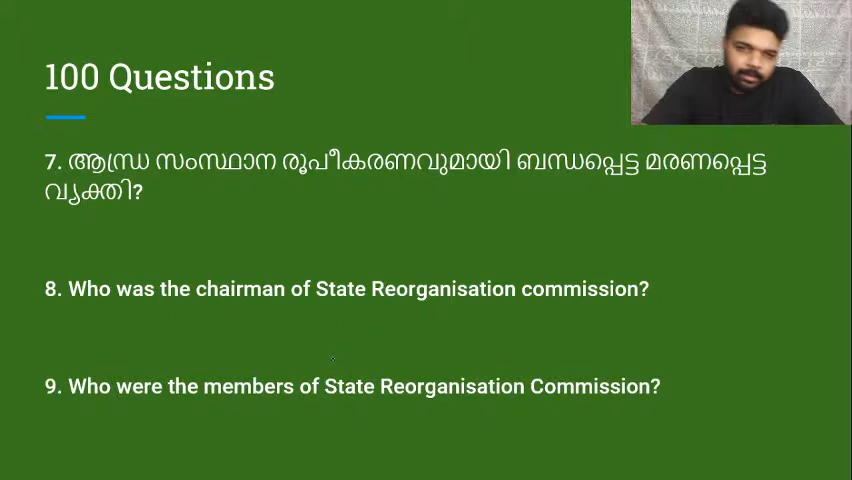 100 Questions
7. ആന്ധ്ര സംസ്ഥാന രൂപീകരണവുമായി ബന്ധപ്പെട്ട മരണപ്പെട്ട
വ്യക്തി?
8. Who was the chairman of State Reorganisation commission?
9. Who were the members of State Reorganisation Commission?